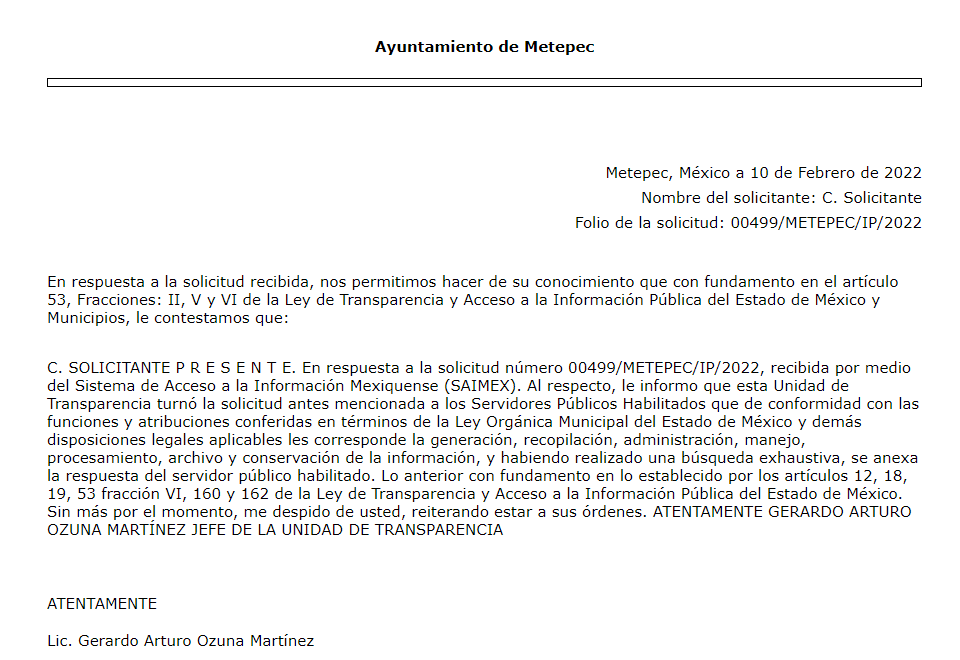 Ayuntamiento de Metepec
Metepec, México a 10 de Febrero de 2022
Nombre del solicitante: C. Solicitante
Folio de la solicitud: 00499/METEPEC/IP/2022
En respuesta a la solicitud recibida, nos permitimos hacer de su conocimiento que con fundamento en el artículo
53, Fracciones: II, V y VI de la Ley de Transparencia y Acceso a la Información Pública del Estado de México y
Municipios, le contestamos que:
C. SOLICITANTE P R E S E N T E. En respuesta a la solicitud número 00499/METEPEC/IP/2022, recibida por medio
del Sistema de Acceso a la Información Mexiquense (SAIMEX). Al respecto, le informo que esta Unidad de
Transparencia turnó la solicitud antes mencionada a los Servidores Públicos Habilitados que de conformidad con las
funciones y atribuciones conferidas en términos de la Ley Orgánica Municipal del Estado de México y demás
disposiciones legales aplicables les corresponde la generación, recopilación, administración, manejo,
procesamiento, archivo y conservación de la información, y habiendo realizado una búsqueda exhaustiva, se anexa
la respuesta del servidor público habilitado. Lo anterior con fundamento en lo establecido por los artículos 12, 18,
19, 53 fracción VI, 160 y 162 de la Ley de Transparencia y Acceso a la Información Pública del Estado de México.
Sin más por el momento, me despido de usted, reiterando estar a sus órdenes. ATENTAMENTE GERARDO ARTURO
OZUNA MARTÍNEZ JEFE DE LA UNIDAD DE TRANSPARENCIA
ATENTAMENTE
Lic. Gerardo Arturo Ozuna Martínez